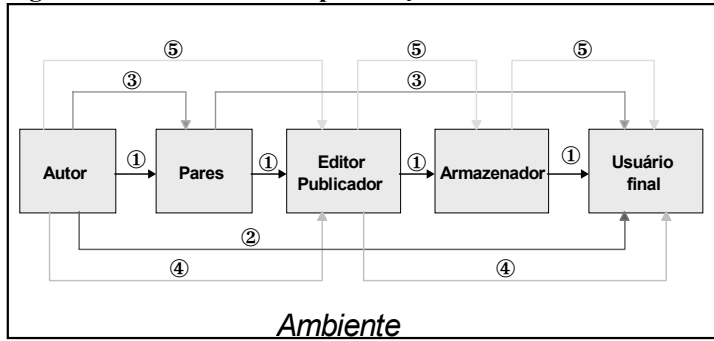 ⑤ ⑤ ⑤
③ ③
Autor ① Pares ① Editor Publicador ① Armazenador ① Usuário final
②
④ ④
Ambiente